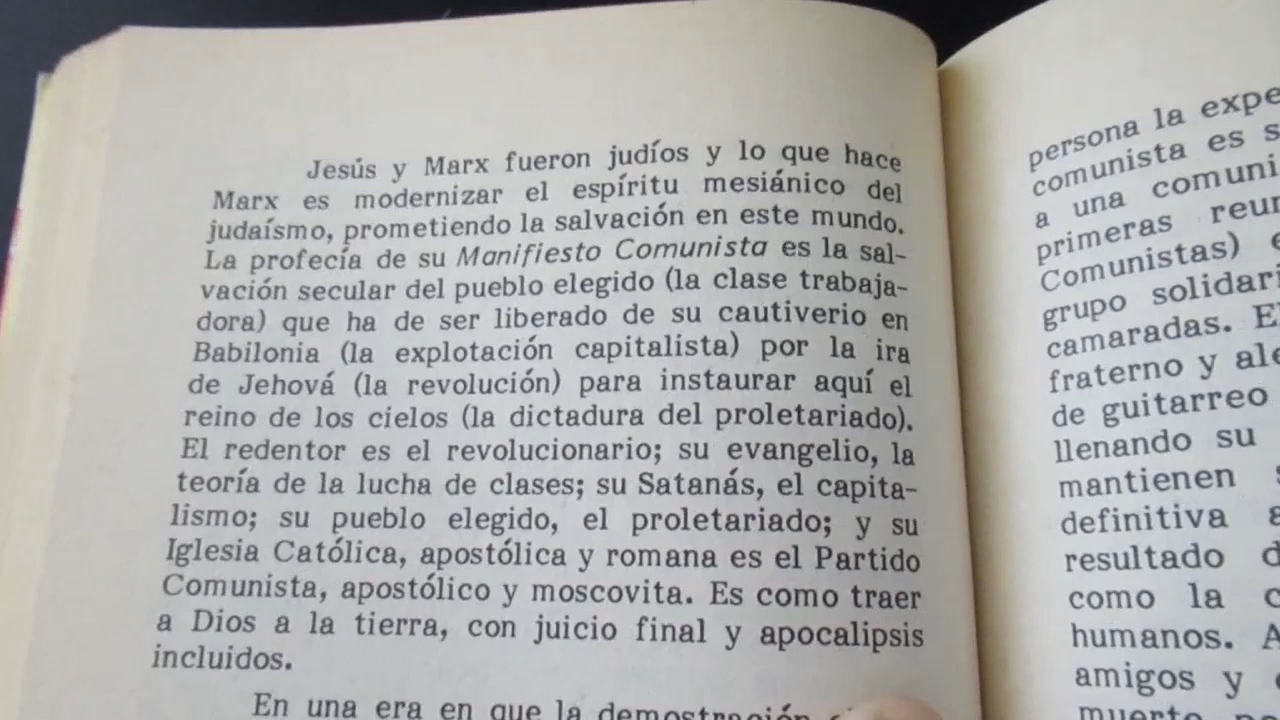 Jesús y Marx fueron judíos y lo que hace
Marx es modernizar el espíritu mesiánico del
judaísmo, prometiendo la salvación en este mundo.
La profecía de su Manifiesto Comunista es la sal-
vación secular del pueblo elegido (la clase trabaja-
dora) que ha de ser liberado de su cautiverio en
Babilonia (la explotación capitalista) por la ira
de Jehová (la revolución) para instaurar aquí el
reino de los cielos (la dictadura del proletariado).
El redentor es el revolucionario; su evangelio, la
teoría de la lucha de clases; su Satanás, el capita-
lismo; su pueblo elegido, el proletariado; y su
Iglesia Católica, apostólica y romana es el Partido
Comunista, apostólico y moscovita. Es como traer
a Dios a la tierra, con juicio final y apocalipsis
incluidos.
En una era en que la demostración
persona la expe
comunista es s
a una comuni
primeras reu
Comunistas) e
grupo solidari
camaradas. E
fraterno y ale
de guitarreo
llenando su
mantienen
definitiva a
resultado d
como la c
humanos. A
amigos y
muerto